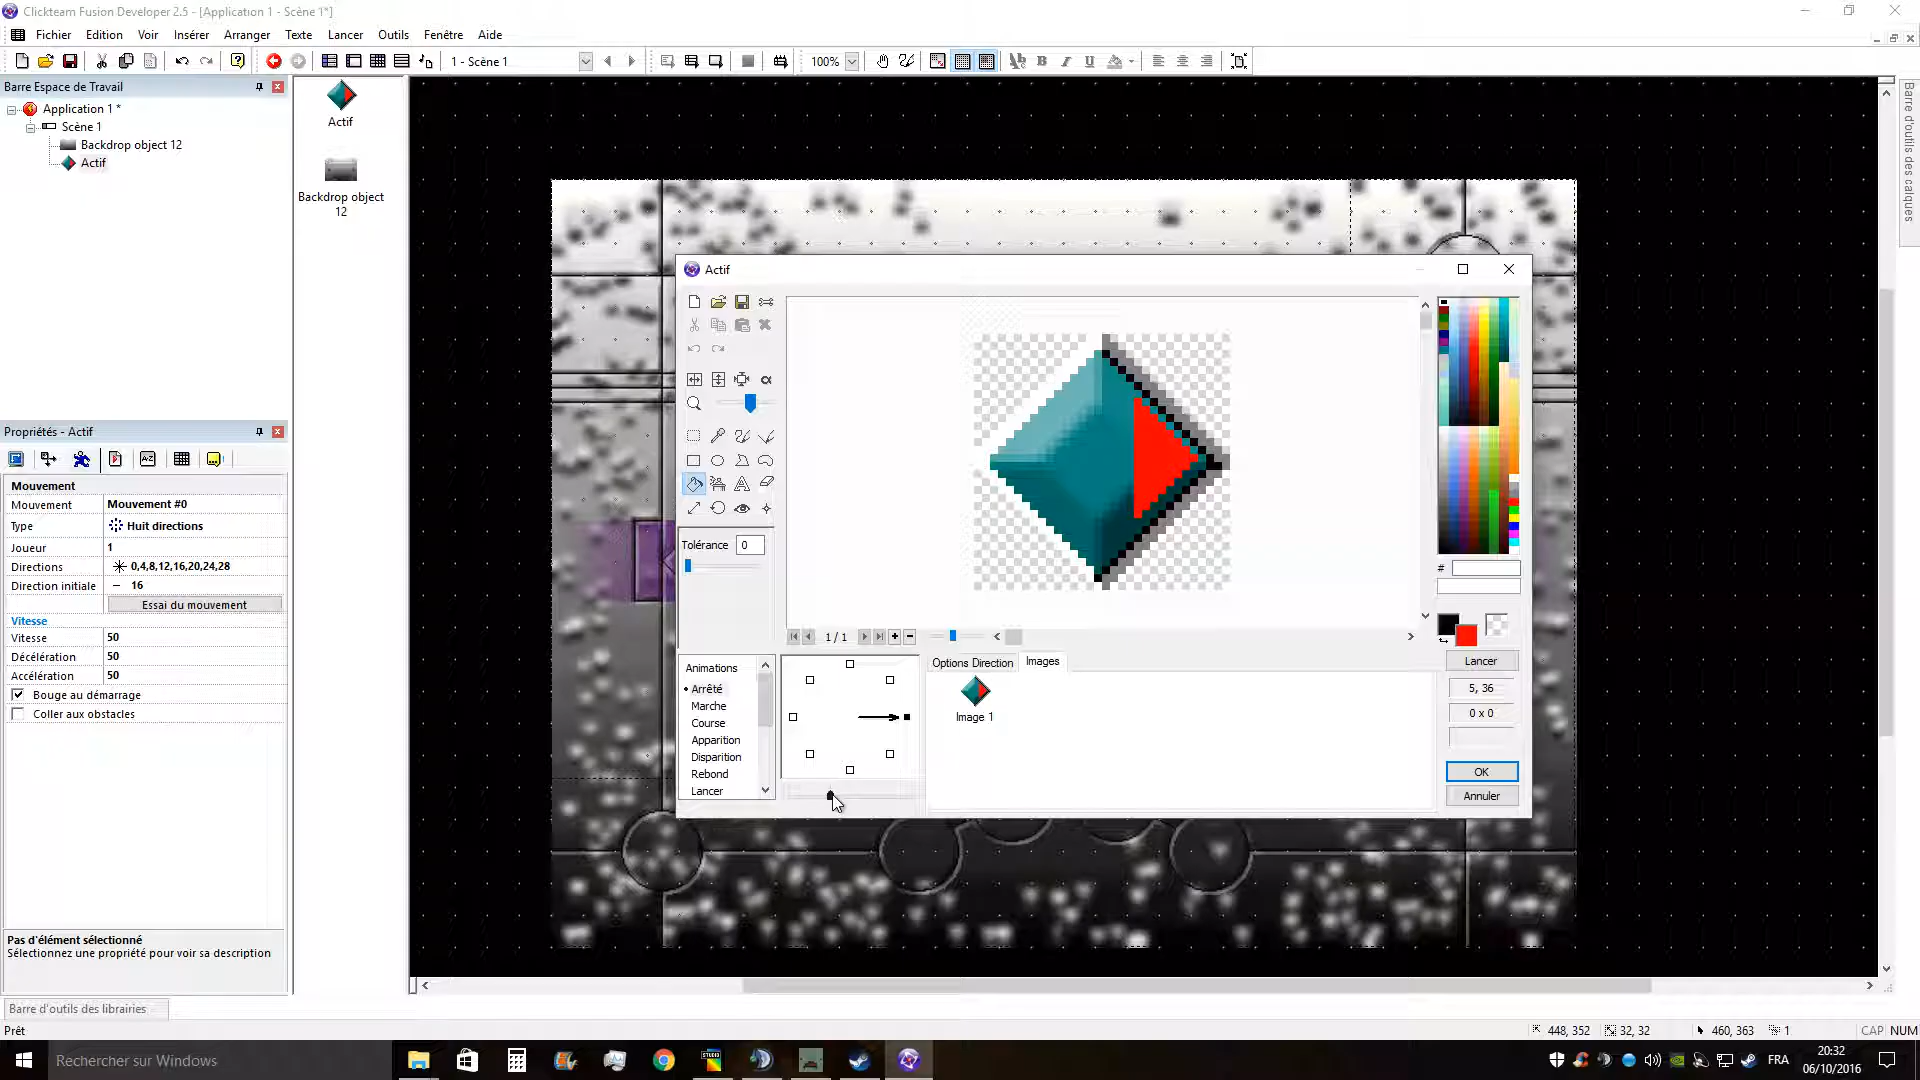 Clickteam Fusion Developer 2.5 - [Application 1 - Scène 1*]
Fichier Edition Voir Insérer Arranger Texte Lancer Outils Fenêtre Aide
1 - Scène 1
100%
Barre Espace de Travail
Application 1 *
Scène 1
Backdrop object 12
Actif
Actif
Backdrop object
12
Barre d'outils des calques
Propriétés - Actif
Mouvement
Mouvement Mouvement #0
Type Huit directions
Joueur 1
Directions 0,4,8,12,16,20,24,28
Direction initiale 16
Essai du mouvement
Vitesse
Vitesse 50
Décélération 50
Accélération 50
Bouge au démarrage
Coller aux obstacles
Pas d'élément sélectionné
Sélectionnez une propriété pour voir sa description
Barre d'outils des librairies
Prêt
Actif
Tolérance 0
#
1 / 1
Animations
Arrêté
Marche
Course
Apparition
Disparition
Rebond
Lancer
Options Direction Images
Image 1
Lancer
5, 36
0 x 0
OK
Annuler
448, 352 32, 32 460, 363 1 CAP NUM
Rechercher sur Windows
STUDIO
FRA
20:32
06/10/2016